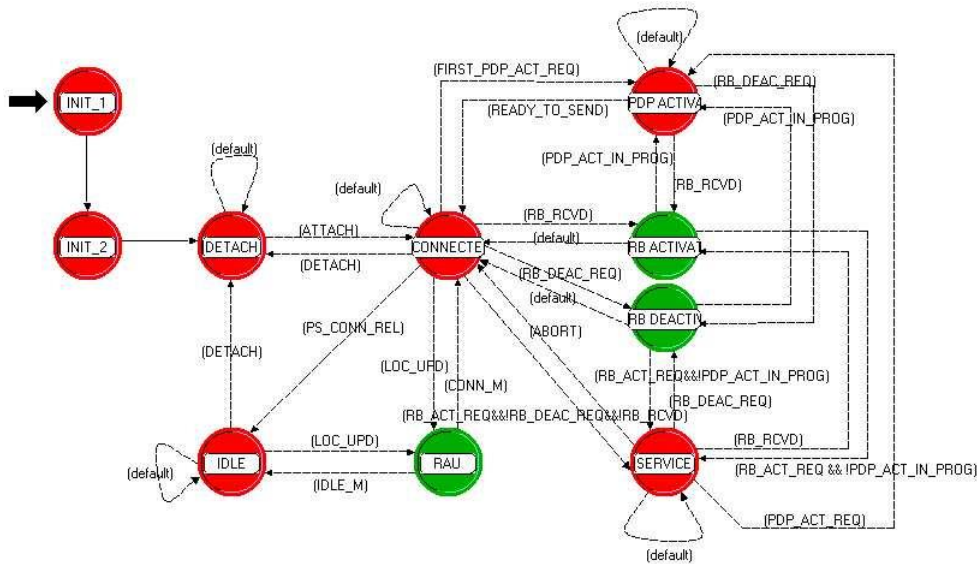 (default)
(FIRST_PDP_ACT_REQ)
(RB_DEAC_REQ)
INIT_1
PDP ACTIVA
(READY_TO_SEND)
(PDP_ACT_IN_PROG)
(default)
(PDP_ACT_IN_PROG)
(default)
(RB_RCVD)
(RB_RCVD)
(ATTACH)
INIT_2
DETACH
CONNECTE
(default)
RB ACTIVAT
(DETACH)
(RB_DEAC_REQ)
(default)
RB DEACTIV
(PS_CONN_REL)
(ABORT)
(DETACH)
(LOC_UPD)
(RB_ACT_REQ&&!PDP_ACT_IN_PROG)
(CONN_M)
(RB_DEAC_REQ)
(RB_ACT_REQ&&!RB_DEAC_REQ&&!RB_RCVD)
(LOC_UPD)
(RB_RCVD)
IDLE
RAU
SERVICE
(default)
(RB_ACT_REQ && !PDP_ACT_IN_PROG)
(IDLE_M)
(PDP_ACT_REQ)
(default)